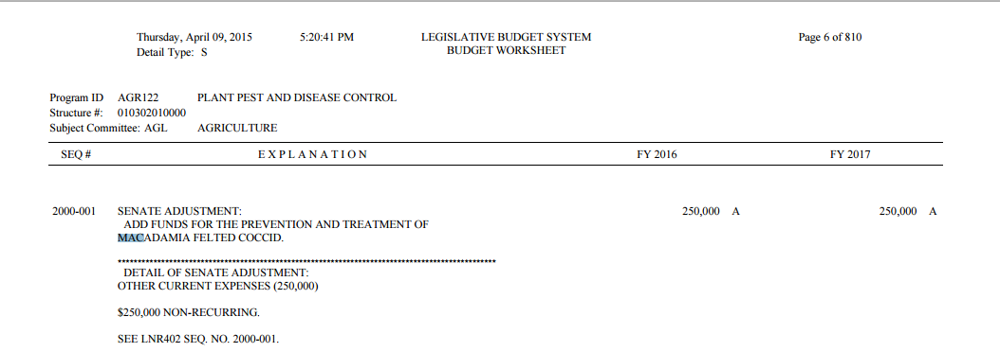 Thursday, April 09, 2015 5:20:41 PM LEGISLATIVE BUDGET SYSTEM Page 6 of 810
Detail Type: S BUDGET WORKSHEET
Program ID AGR122 PLANT PEST AND DISEASE CONTROL
Structure #: 010302010000
Subject Committee: AGL AGRICULTURE
SEQ # EXPLANATION FY 2016 FY 2017
2000-001 SENATE ADJUSTMENT: 250,000 A 250,000 A
ADD FUNDS FOR THE PREVENTION AND TREATMENT OF
MACADAMIA FELTED COCCID.
***********************************************************************************************
DETAIL OF SENATE ADJUSTMENT:
OTHER CURRENT EXPENSES (250,000)
$250,000 NON-RECURRING.
SEE LNR402 SEQ. NO. 2000-001.